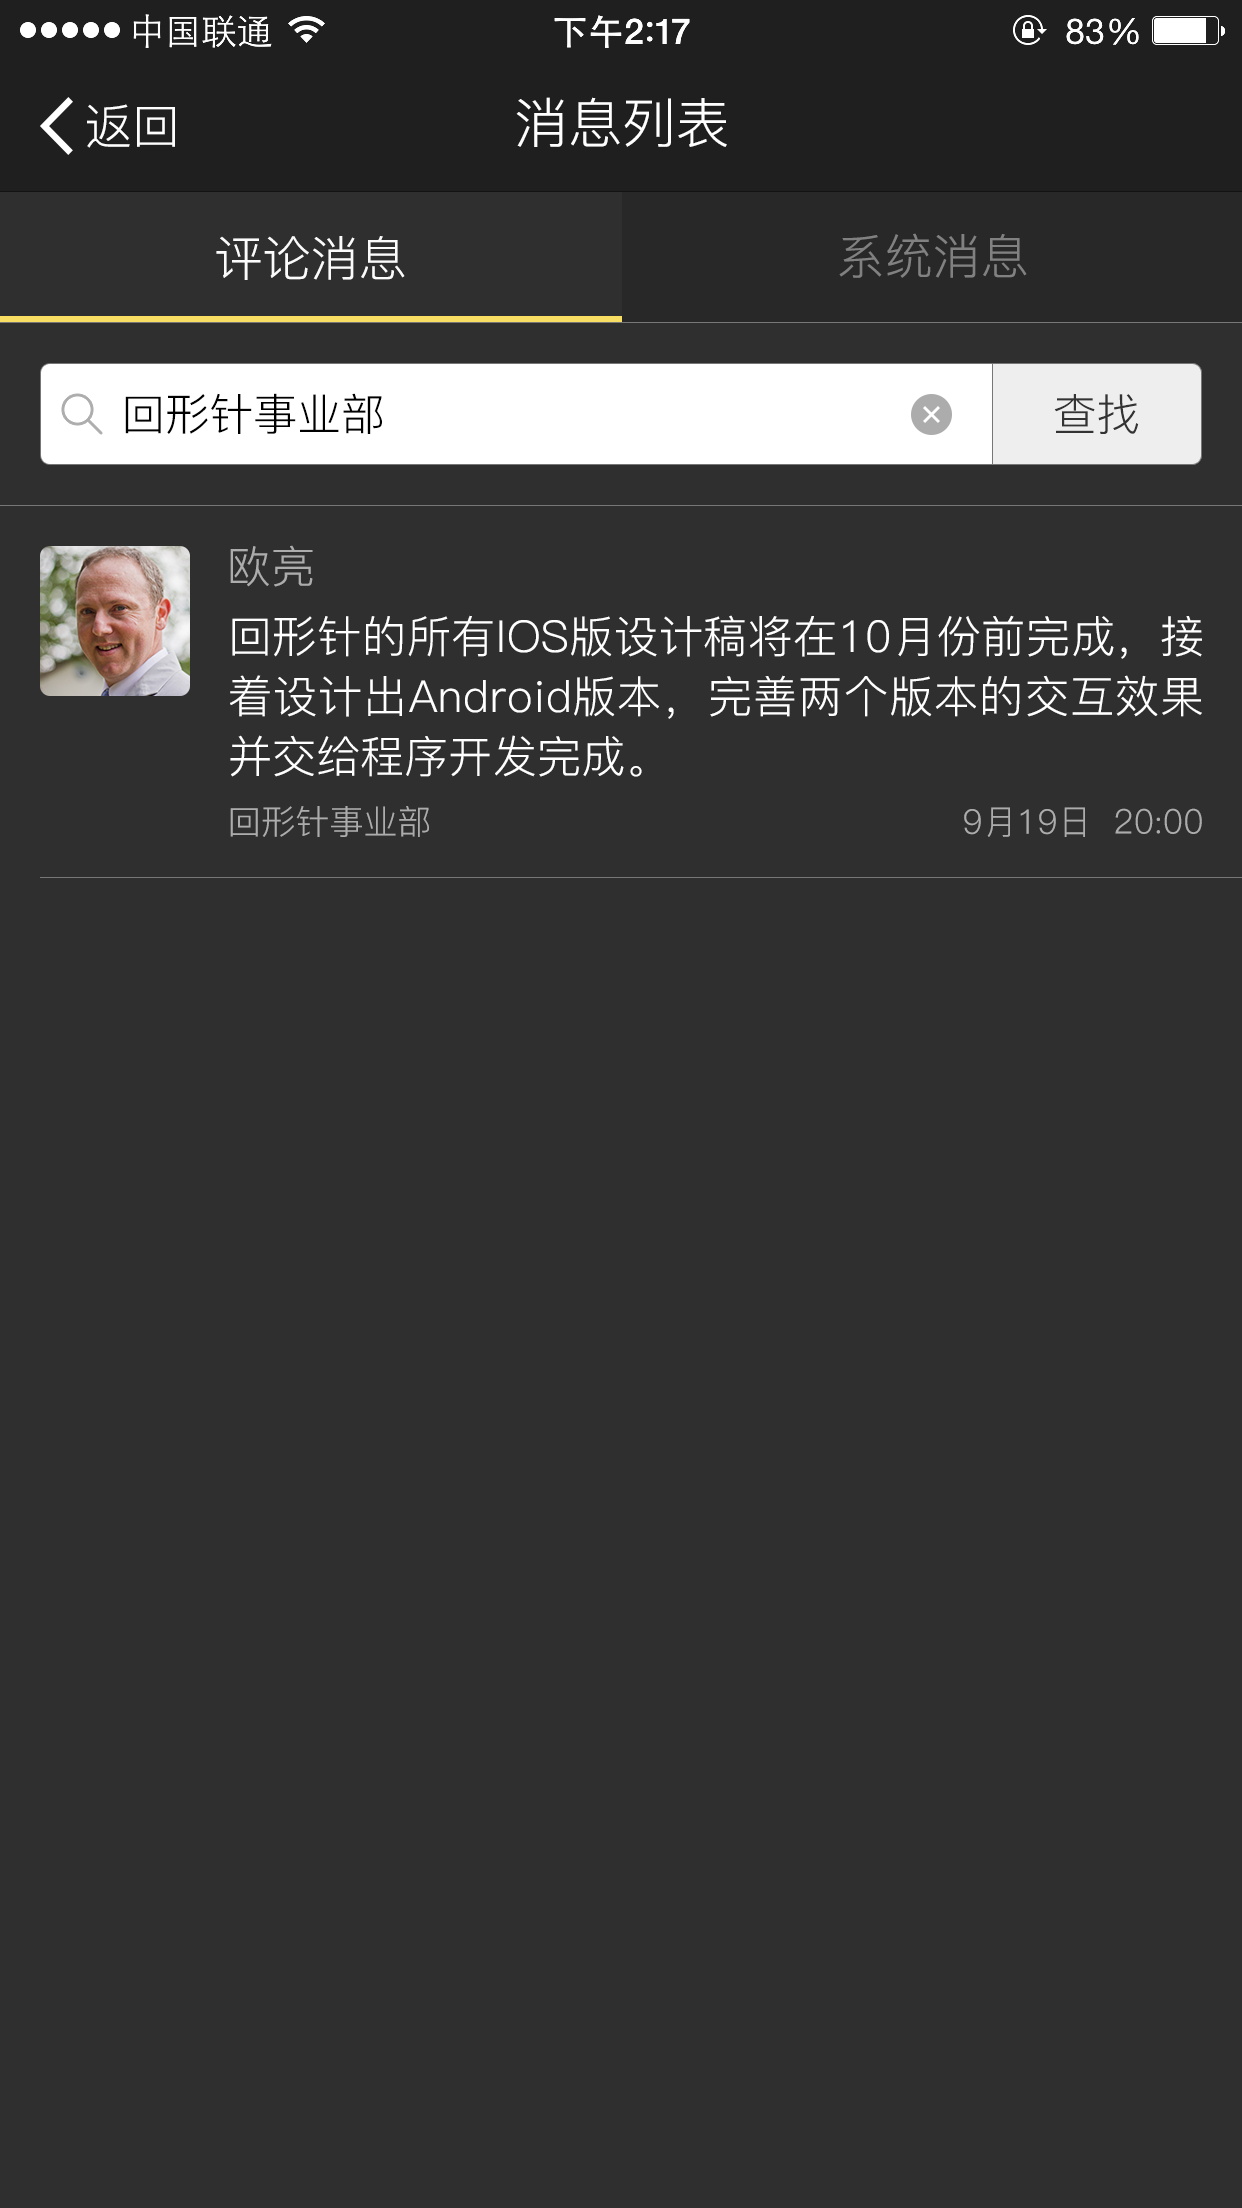 中国联通
下午2:17
83%
返回
消息列表
评论消息
系统消息
回形针事业部
查找
欧亮
回形针的所有IOS版设计稿将在10月份前完成，接
着设计出Android版本，完善两个版本的交互效果
并交给程序开发完成。
回形针事业部
9月19日 20:00